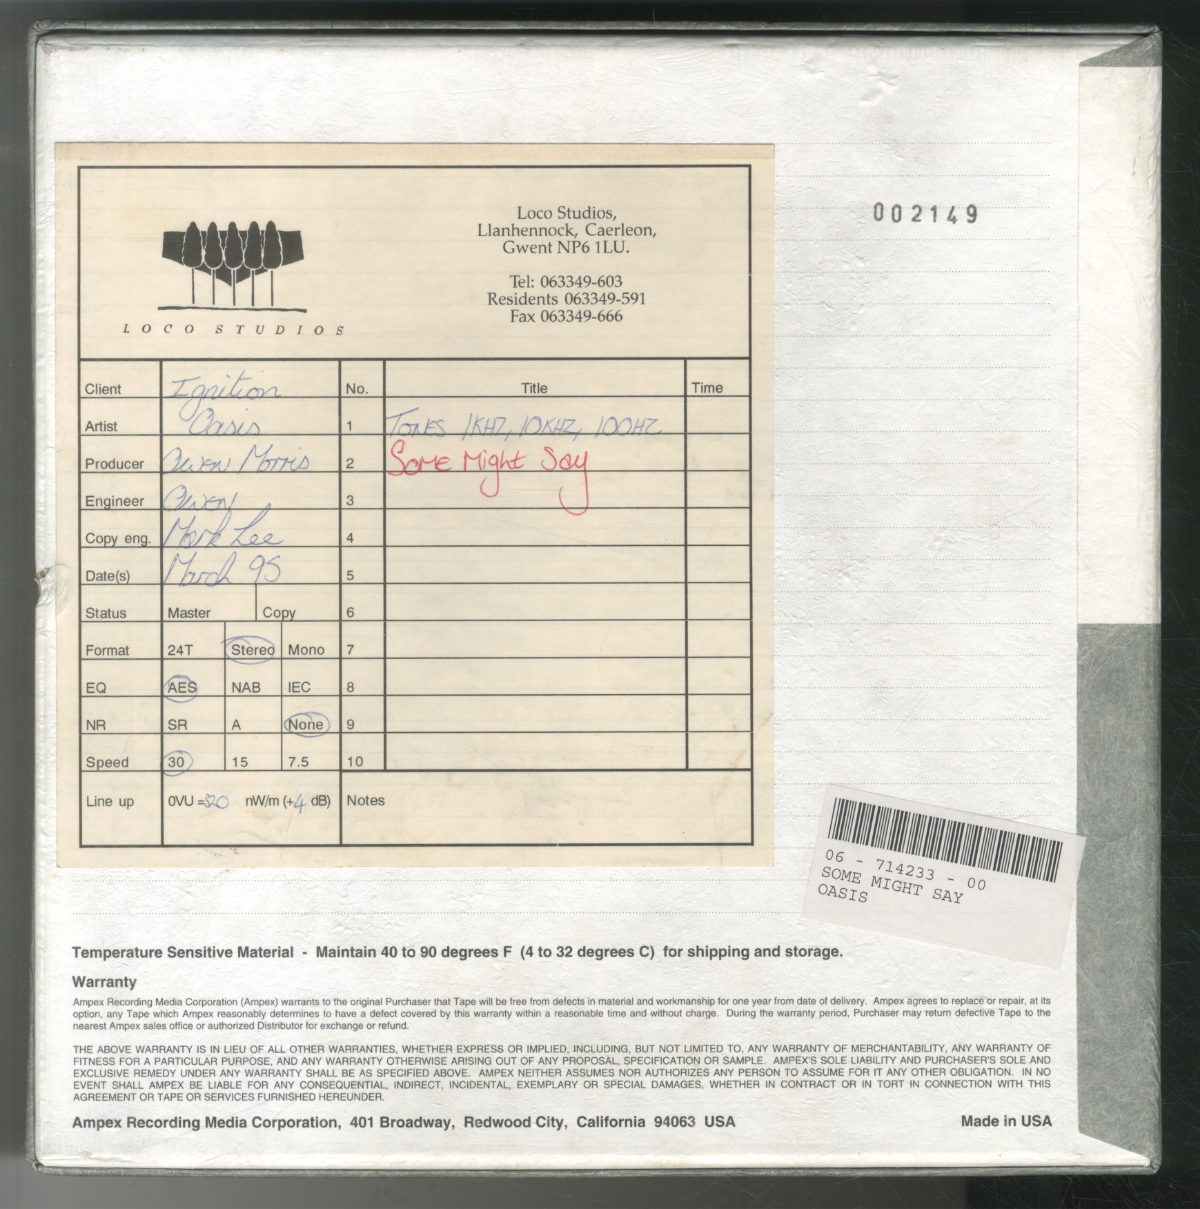 Loco Studios,
Llanhennock, Caerleon,
Gwent NP6 1LU.
Tel: 063349-603
Residents 063349-591
Fax 063349-666
LOCO STUDIOS
002149
Client Ignition No. Title Time
Artist Oasis 1 Tones 1KHZ, 10KHZ, 100HZ.
Producer Owen Morris 2 Some Might Say
Engineer Owen 3
Copy eng. Mark Lee 4
Date(s) March 95 5
Status Master Copy 6
Format 24T Stereo Mono 7
EQ AES NAB IEC 8
NR SR A None 9
Speed 30 15 7.5 10
Line up 0VU =320 nW/m (+4 dB) Notes
06 - 714233 - 00
SOME MIGHT SAY
OASIS
Temperature Sensitive Material - Maintain 40 to 90 degrees F (4 to 32 degrees C) for shipping and storage.
Warranty
Ampex Recording Media Corporation (Ampex) warrants to the original Purchaser that Tape will be free from defects in material and workmanship for one year from date of delivery. Ampex agrees to replace or repair, at its
option, any Tape which Ampex reasonably determines to have a defect covered by this warranty within a reasonable time and without charge. During the warranty period, Purchaser may return defective Tape to the
nearest Ampex sales office or authorized Distributor for exchange or refund.
THE ABOVE WARRANTY IS IN LIEU OF ALL OTHER WARRANTIES, WHETHER EXPRESS OR IMPLIED, INCLUDING, BUT NOT LIMITED TO, ANY WARRANTY OF MERCHANTABILITY, ANY WARRANTY OF
FITNESS FOR A PARTICULAR PURPOSE, AND ANY WARRANTY OTHERWISE ARISING OUT OF ANY PROPOSAL, SPECIFICATION OR SAMPLE. AMPEX'S SOLE LIABILITY AND PURCHASER'S SOLE AND
EXCLUSIVE REMEDY UNDER ANY WARRANTY SHALL BE AS SPECIFIED ABOVE. AMPEX NEITHER ASSUMES NOR AUTHORIZES ANY PERSON TO ASSUME FOR IT ANY OTHER OBLIGATION. IN NO
EVENT SHALL AMPEX BE LIABLE FOR ANY CONSEQUENTIAL, INDIRECT, INCIDENTAL, EXEMPLARY OR SPECIAL DAMAGES, WHETHER IN CONTRACT OR IN TORT IN CONNECTION WITH THIS
AGREEMENT OR TAPE OR SERVICES FURNISHED HEREUNDER.
Ampex Recording Media Corporation, 401 Broadway, Redwood City, California 94063 USA Made in USA